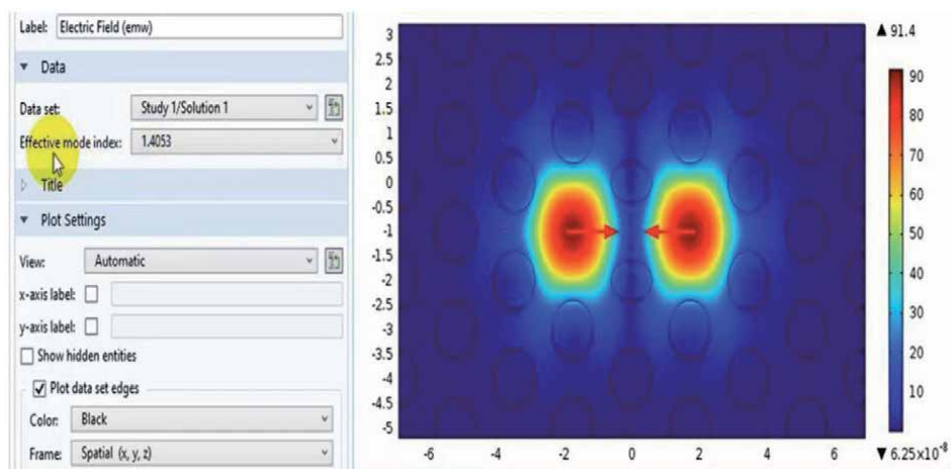 Label: Electric Field (emw)
Data
Data set: Study 1/Solution 1
Effective mode index: 1.4053
Title
Plot Settings
View: Automatic
x-axis label:
y-axis label:
Show hidden entities
Plot data set edges
Color: Black
Frame: Spatial (x, y, z)
3
2.5
2
1.5
1
0.5
0
-0.5
-1
-1.5
-2
-2.5
-3
-3.5
-4
-4.5
-5
-6 -4 -2 0 2 4 6
▲ 91.4
90
80
70
60
50
40
30
20
10
▼ 6.25×10⁻⁸